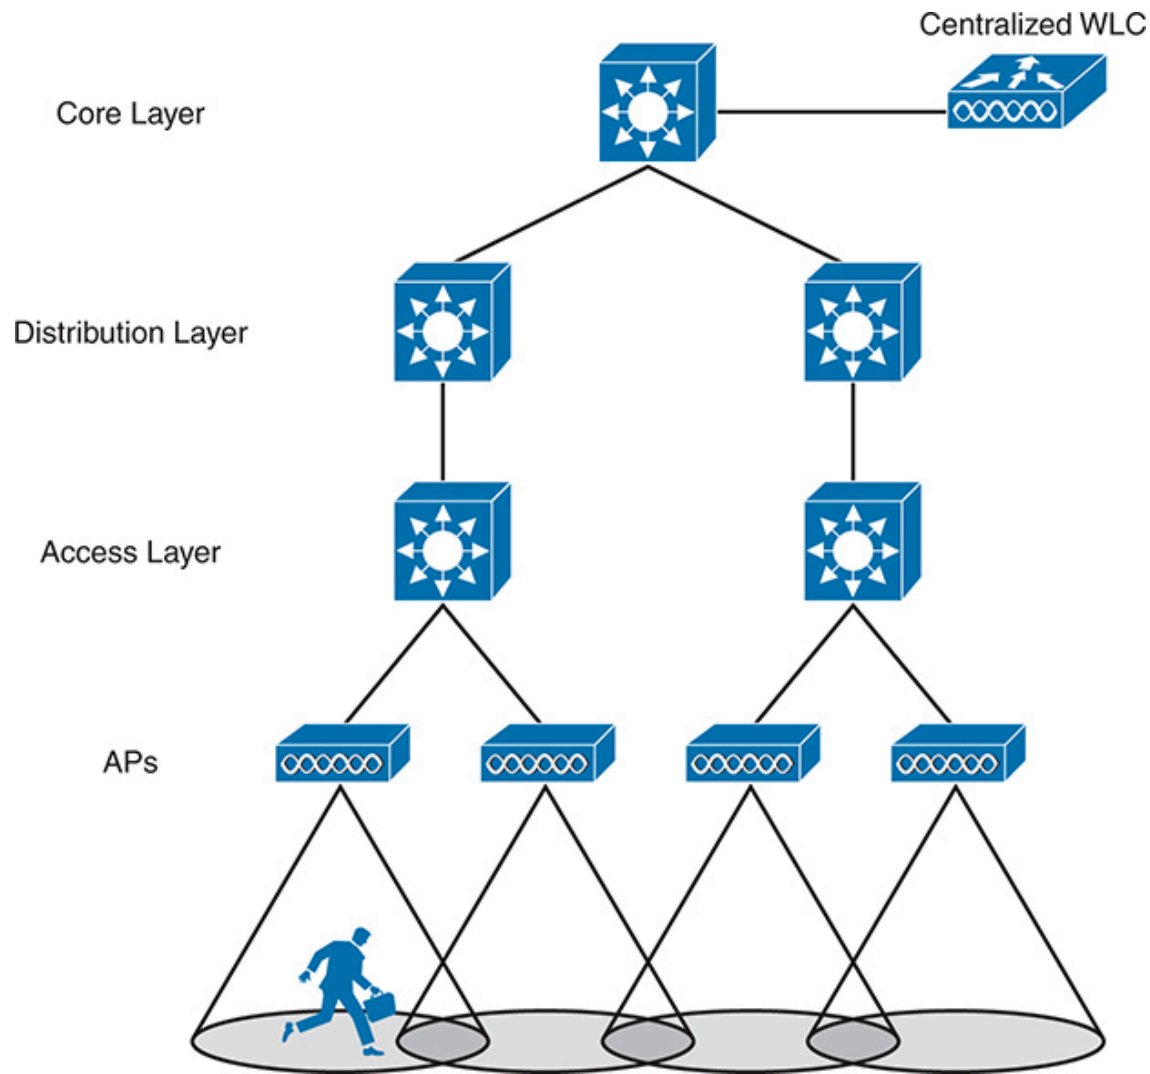 Centralized WLC
Core Layer
Distribution Layer
Access Layer
APs